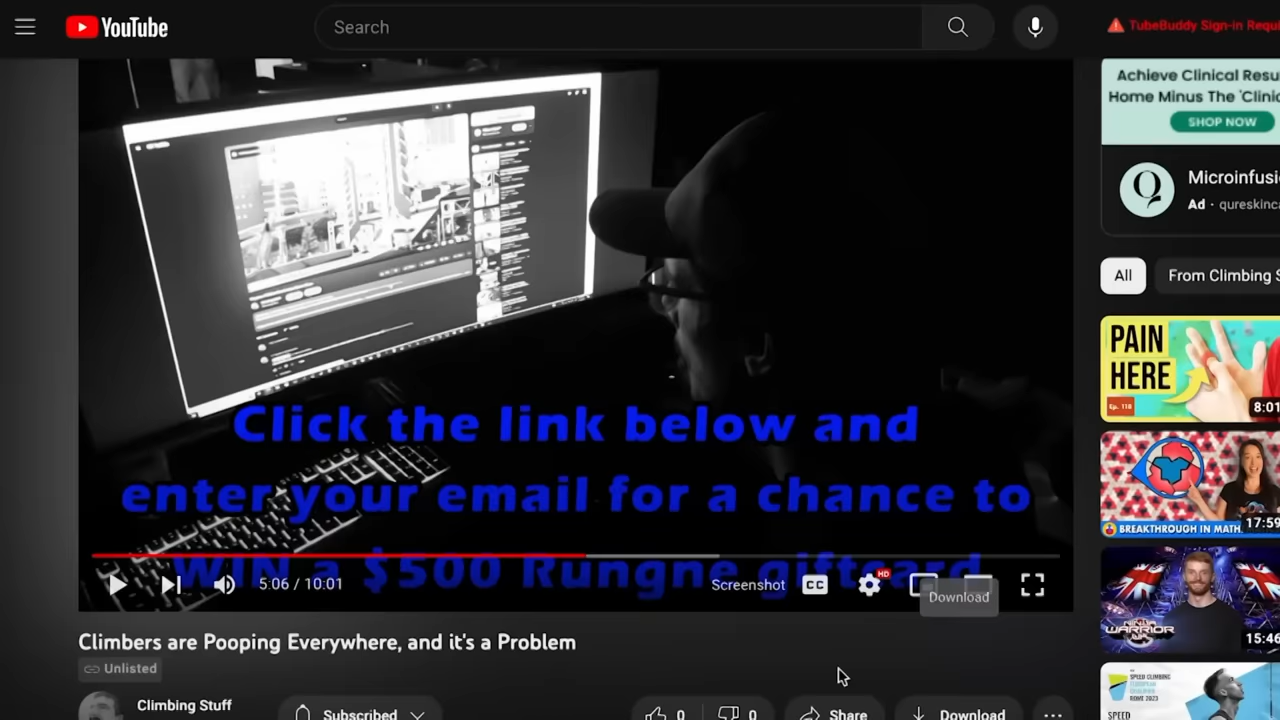 YouTube
Search
TubeBuddy Sign-in Requi
Achieve Clinical Resu
Home Minus The 'Clinic
SHOP NOW
Q
Microinfusi
Ad · qureskinca
All
From Climbing S
PAIN
HERE
Ep. 118
8:01
BREAKTHROUGH IN MATH
17:59
NINJA
WARRIOR
UK
15:46
SPEED CLIMBING
ROME 2023
SPEED
Click the link below and
enter your email for a chance to
WIN a $500 Rungne giftcard
5:06 / 10:01
Screenshot
CC
HD
Download
Climbers are Pooping Everywhere, and it's a Problem
Unlisted
Climbing Stuff
Subscribed
0
0
Share
Download